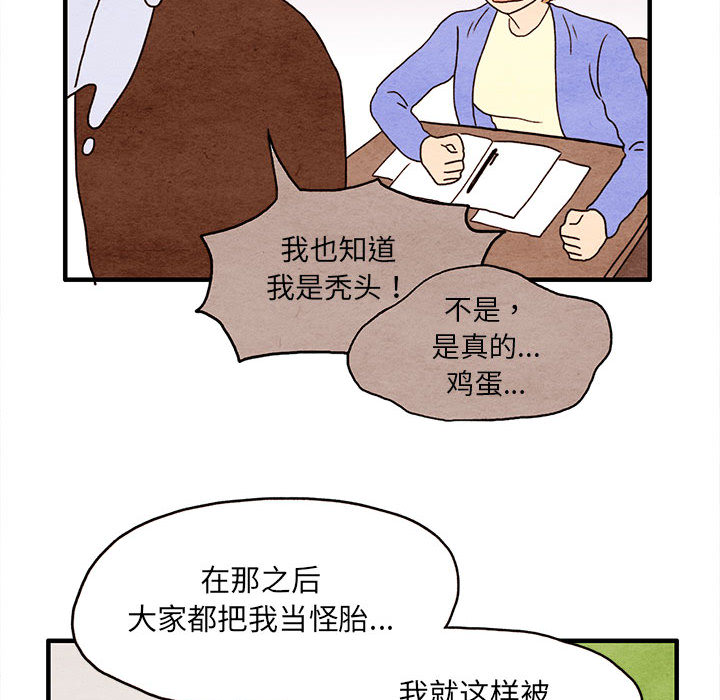 我也知道
我是秃头！
不是，
是真的...
鸡蛋...
在那之后
大家都把我当怪胎...
我就这样被